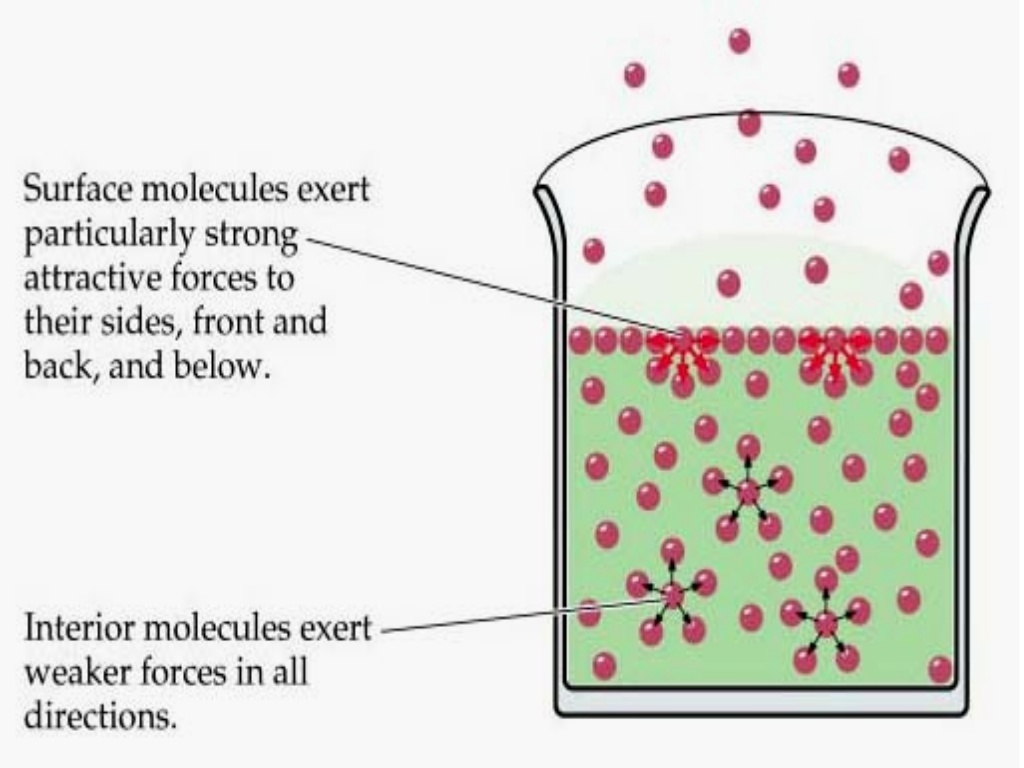 Surface molecules exert
particularly strong
attractive forces to
their sides, front and
back, and below.
Interior molecules exert
weaker forces in all
directions.